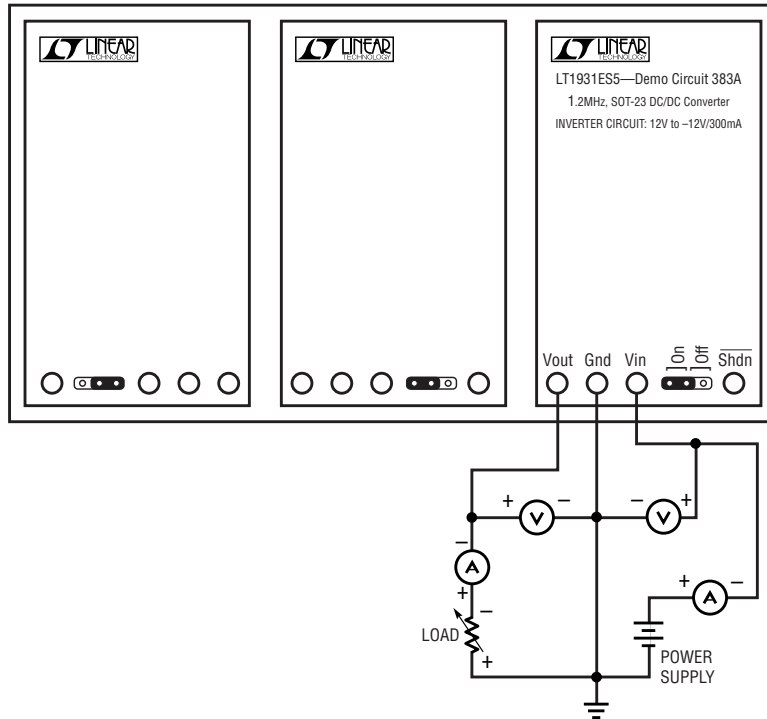 LINEAR
TECHNOLOGY
LINEAR
TECHNOLOGY
LINEAR
TECHNOLOGY
LT1931ES5—Demo Circuit 383A
1.2MHz, SOT-23 DC/DC Converter
INVERTER CIRCUIT: 12V to –12V/300mA
Vout Gnd Vin ]On ]Off Shdn
+ V – – V +
–
A
+
+ A –
–
LOAD
+
POWER
SUPPLY